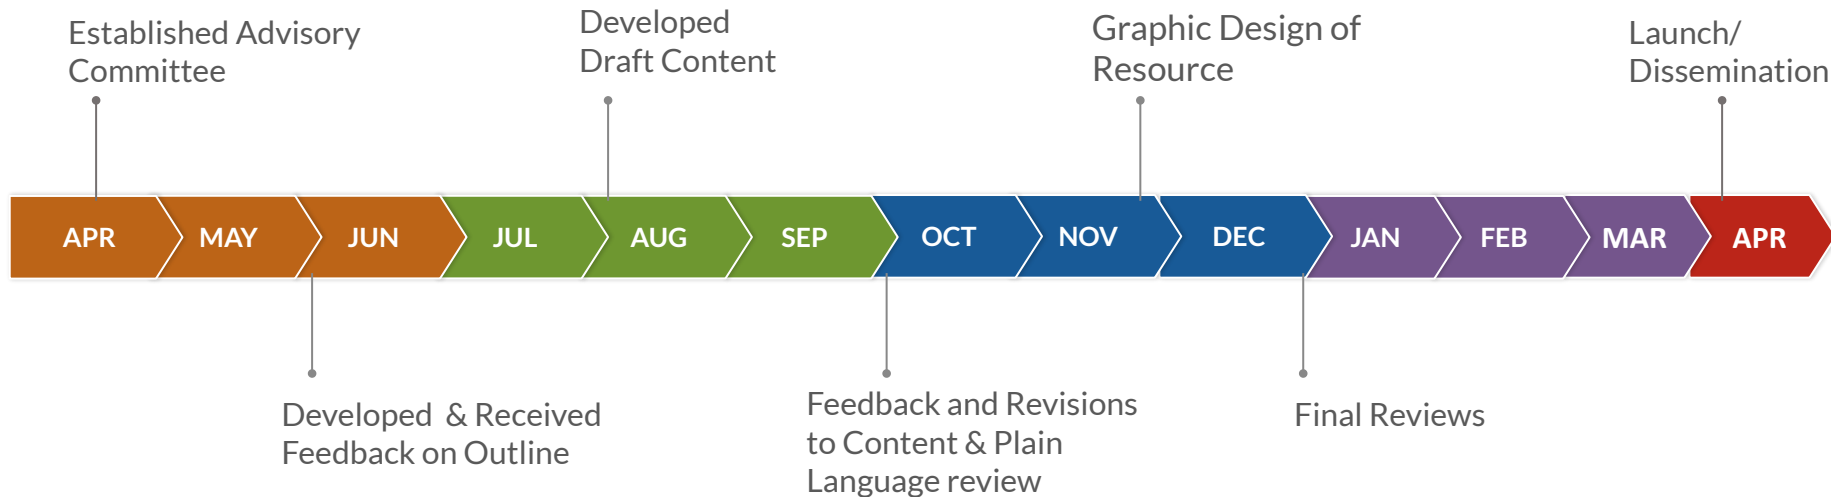 Established Advisory
Committee
Developed
Draft Content
Graphic Design of
Resource
Launch/
Dissemination
APR MAY JUN JUL AUG SEP OCT NOV DEC JAN FEB MAR APR
Developed & Received
Feedback on Outline
Feedback and Revisions
to Content & Plain
Language review
Final Reviews